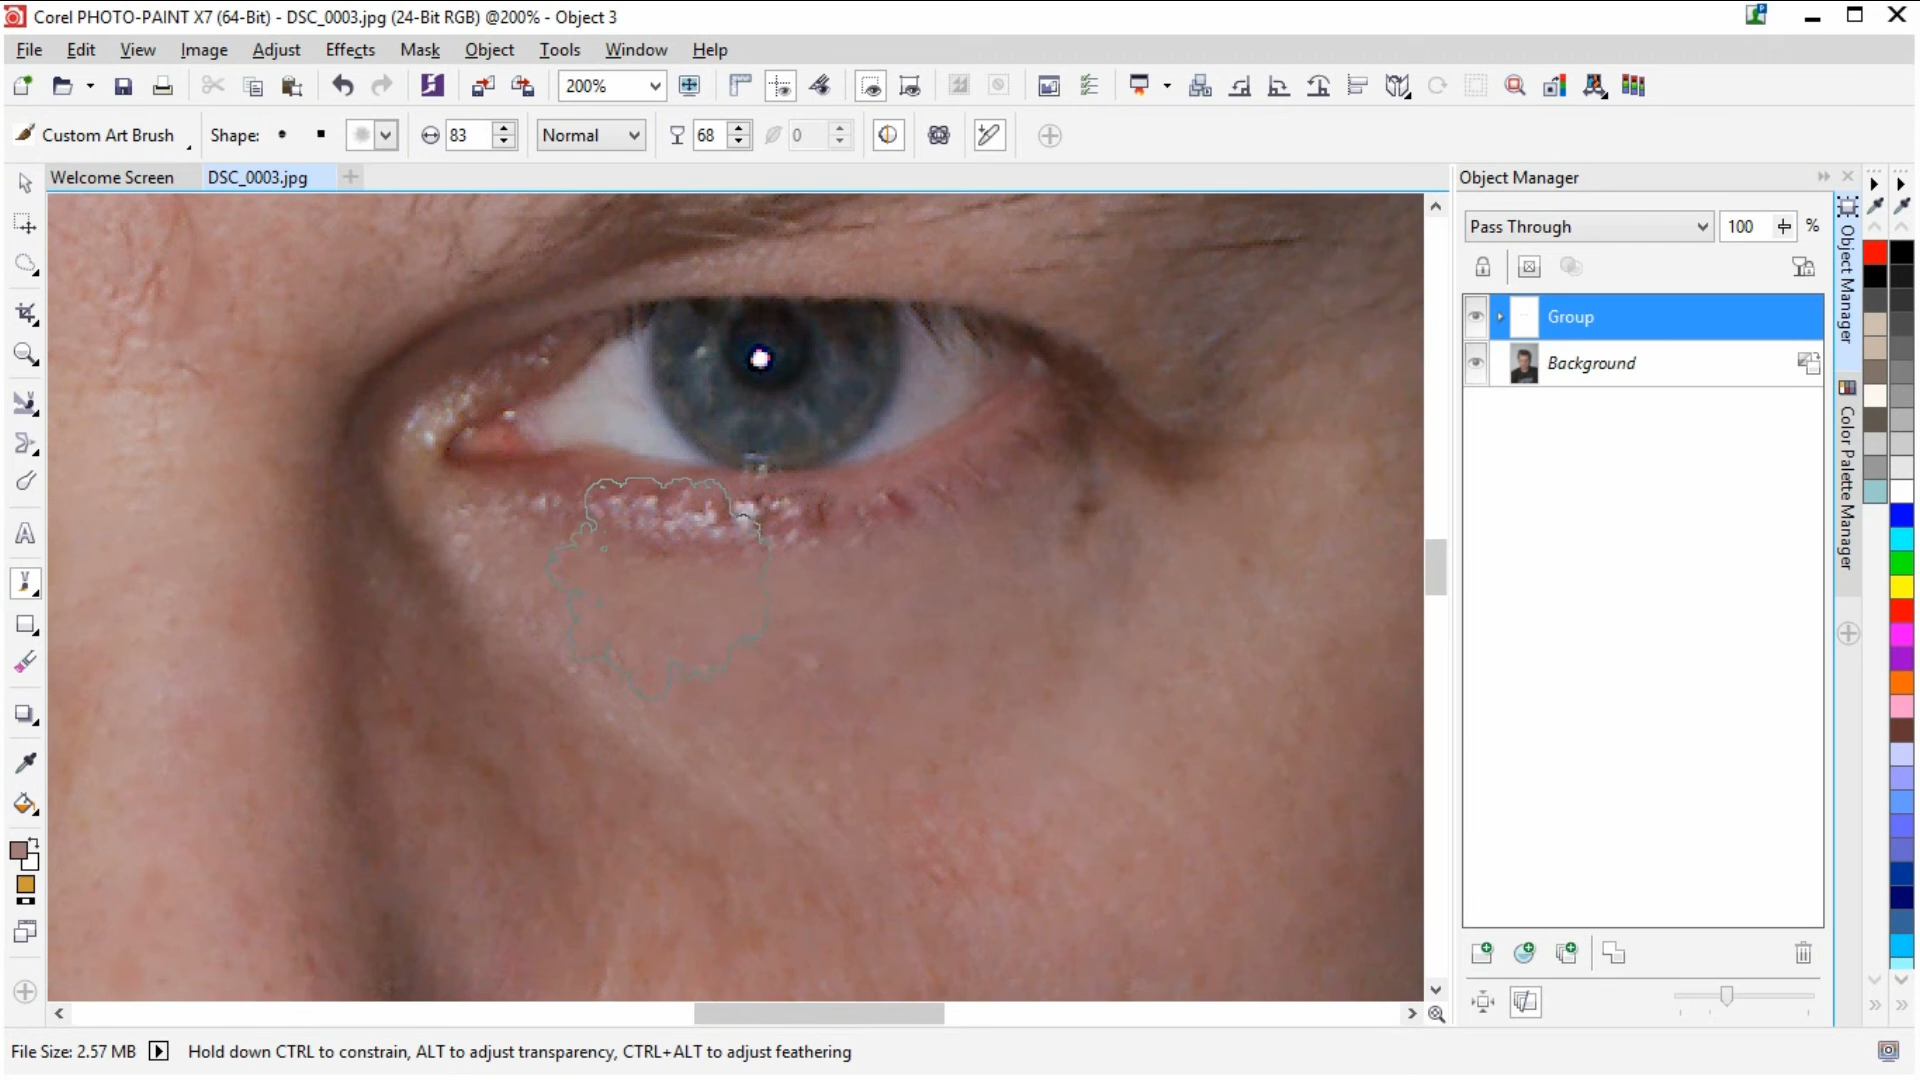 Corel PHOTO-PAINT X7 (64-Bit) - DSC_0003.jpg (24-Bit RGB) @200% - Object 3
File Edit View Image Adjust Effects Mask Object Tools Window Help
200%
Custom Art Brush Shape: 83 Normal 68 0
Welcome Screen DSC_0003.jpg
Object Manager
Pass Through 100 %
Group
Background
Object Manager
Color Palette Manager
File Size: 2.57 MB Hold down CTRL to constrain, ALT to adjust transparency, CTRL+ALT to adjust feathering